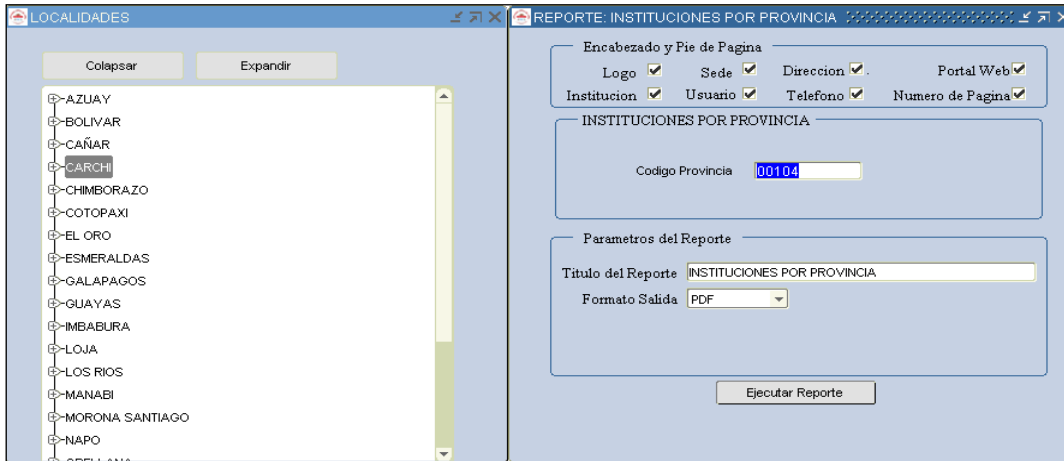 LOCALIDADES
Colapsar Expandir
AZUAY
BOLIVAR
CAÑAR
CARCHI
CHIMBORAZO
COTOPAXI
EL ORO
ESMERALDAS
GALAPAGOS
GUAYAS
IMBABURA
LOJA
LOS RIOS
MANABI
MORONA SANTIAGO
NAPO
REPORTE: INSTITUCIONES POR PROVINCIA
Encabezado y Pie de Pagina
Logo Sede Direccion . Portal Web
Institucion Usuario Telefono Numero de Pagina
INSTITUCIONES POR PROVINCIA
Codigo Provincia 00104
Parametros del Reporte
Titulo del Reporte INSTITUCIONES POR PROVINCIA
Formato Salida PDF
Ejecutar Reporte